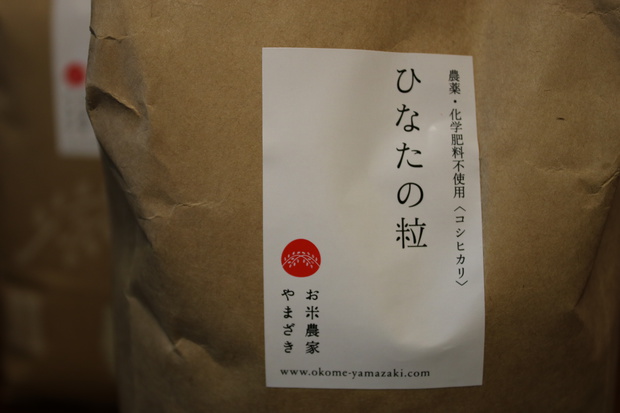 農薬・化学肥料不使用〈コシヒカリ〉
ひなたの粒
お米農家
やまざき
www.okome-yamazaki.com